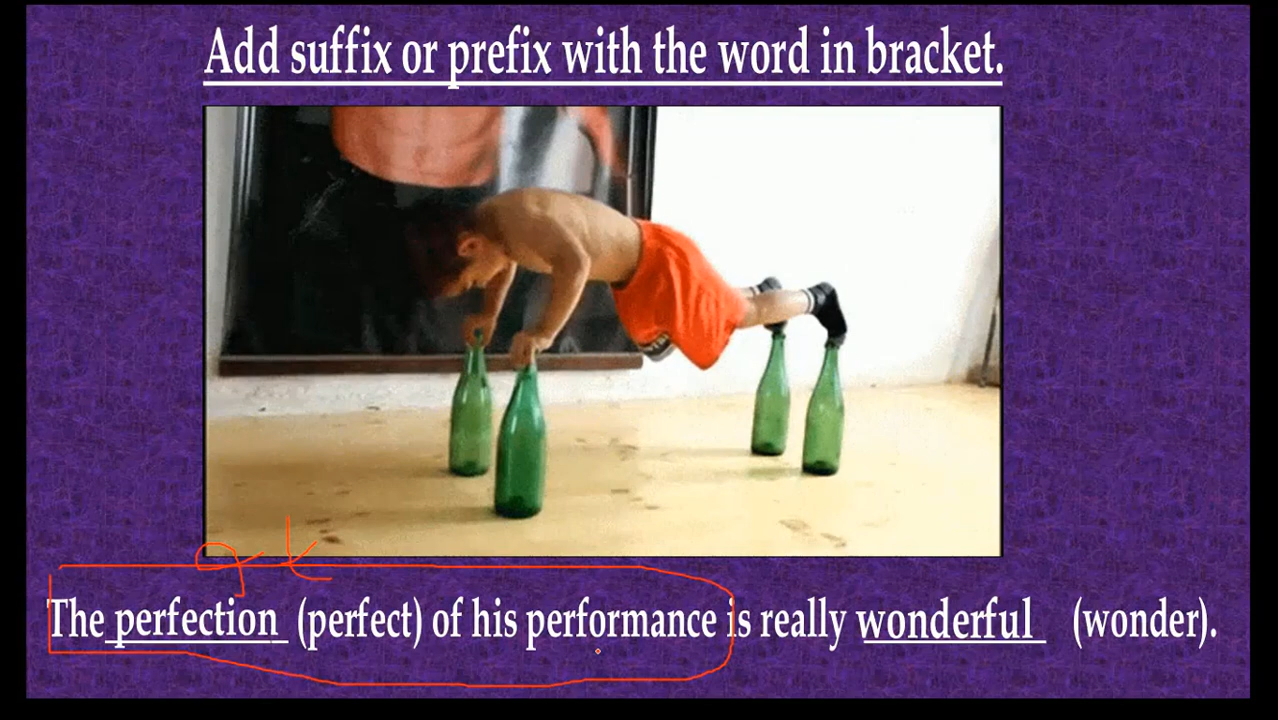 Add suffix or prefix with the word in bracket.
The perfection (perfect) of his performance is really wonderful (wonder).